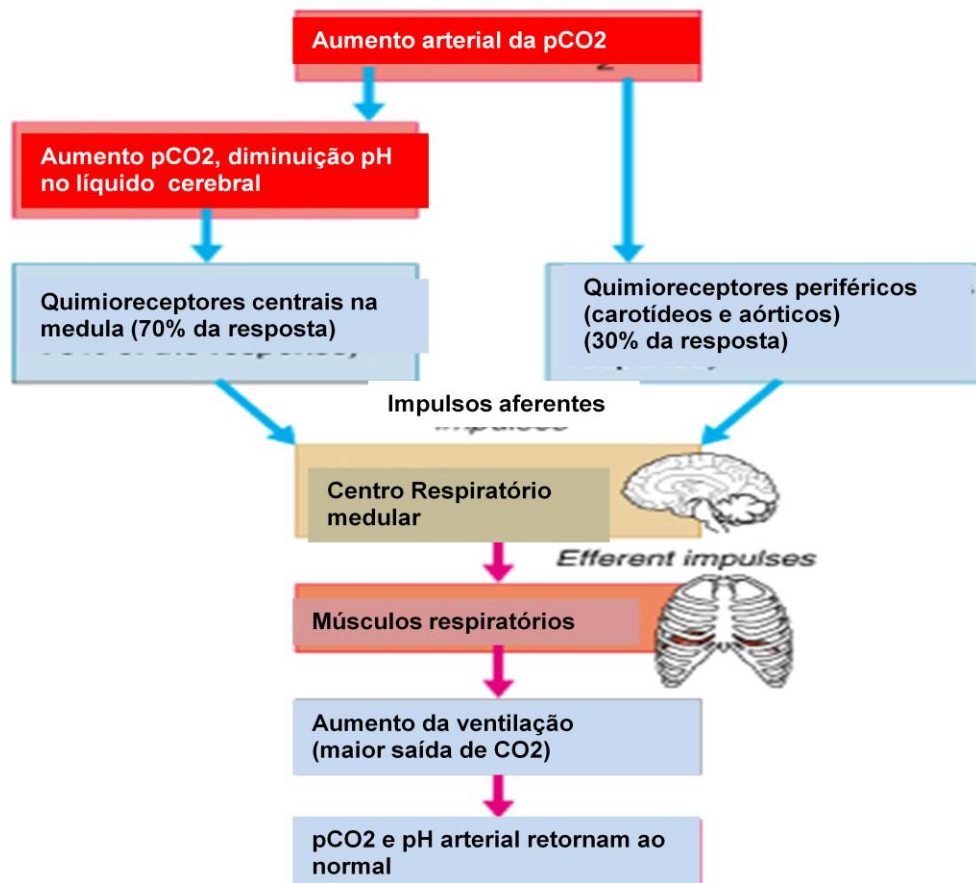 Aumento arterial da pCO2
2
Aumento pCO2, diminuição pH
no líquido cerebral
Quimioreceptores centrais na
medula (70% da resposta)
Quimioreceptores periféricos
(carotídeos e aórticos)
(30% da resposta)
Impulsos aferentes
Centro Respiratório
medular
Efferent impulses
Músculos respiratórios
Aumento da ventilação
(maior saída de CO2)
pCO2 e pH arterial retornam ao
normal